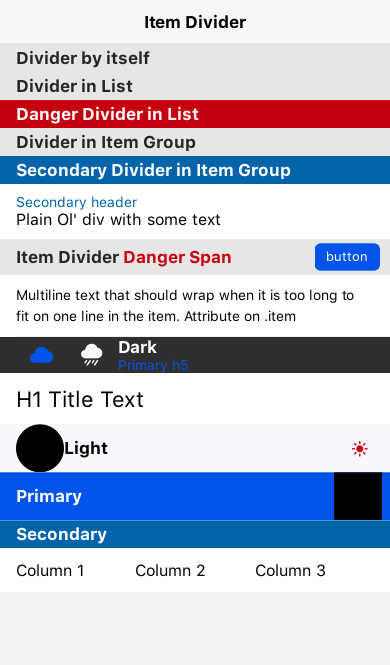 Item Divider
Divider by itself
Divider in List
Danger Divider in List
Divider in Item Group
Secondary Divider in Item Group
Secondary header
Plain Ol' div with some text
Item Divider Danger Span button
Multiline text that should wrap when it is too long to
fit on one line in the item. Attribute on .item
Dark
Primary h5
H1 Title Text
Light
Primary
Secondary
Column 1 Column 2 Column 3